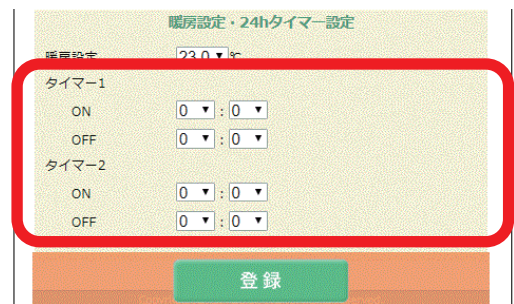 暖房設定・24hタイマー設定
暖房設定 23.0 ▼ ℃
タイマー1
ON 0 ▼ : 0 ▼
OFF 0 ▼ : 0 ▼
タイマー2
ON 0 ▼ : 0 ▼
OFF 0 ▼ : 0 ▼
登録